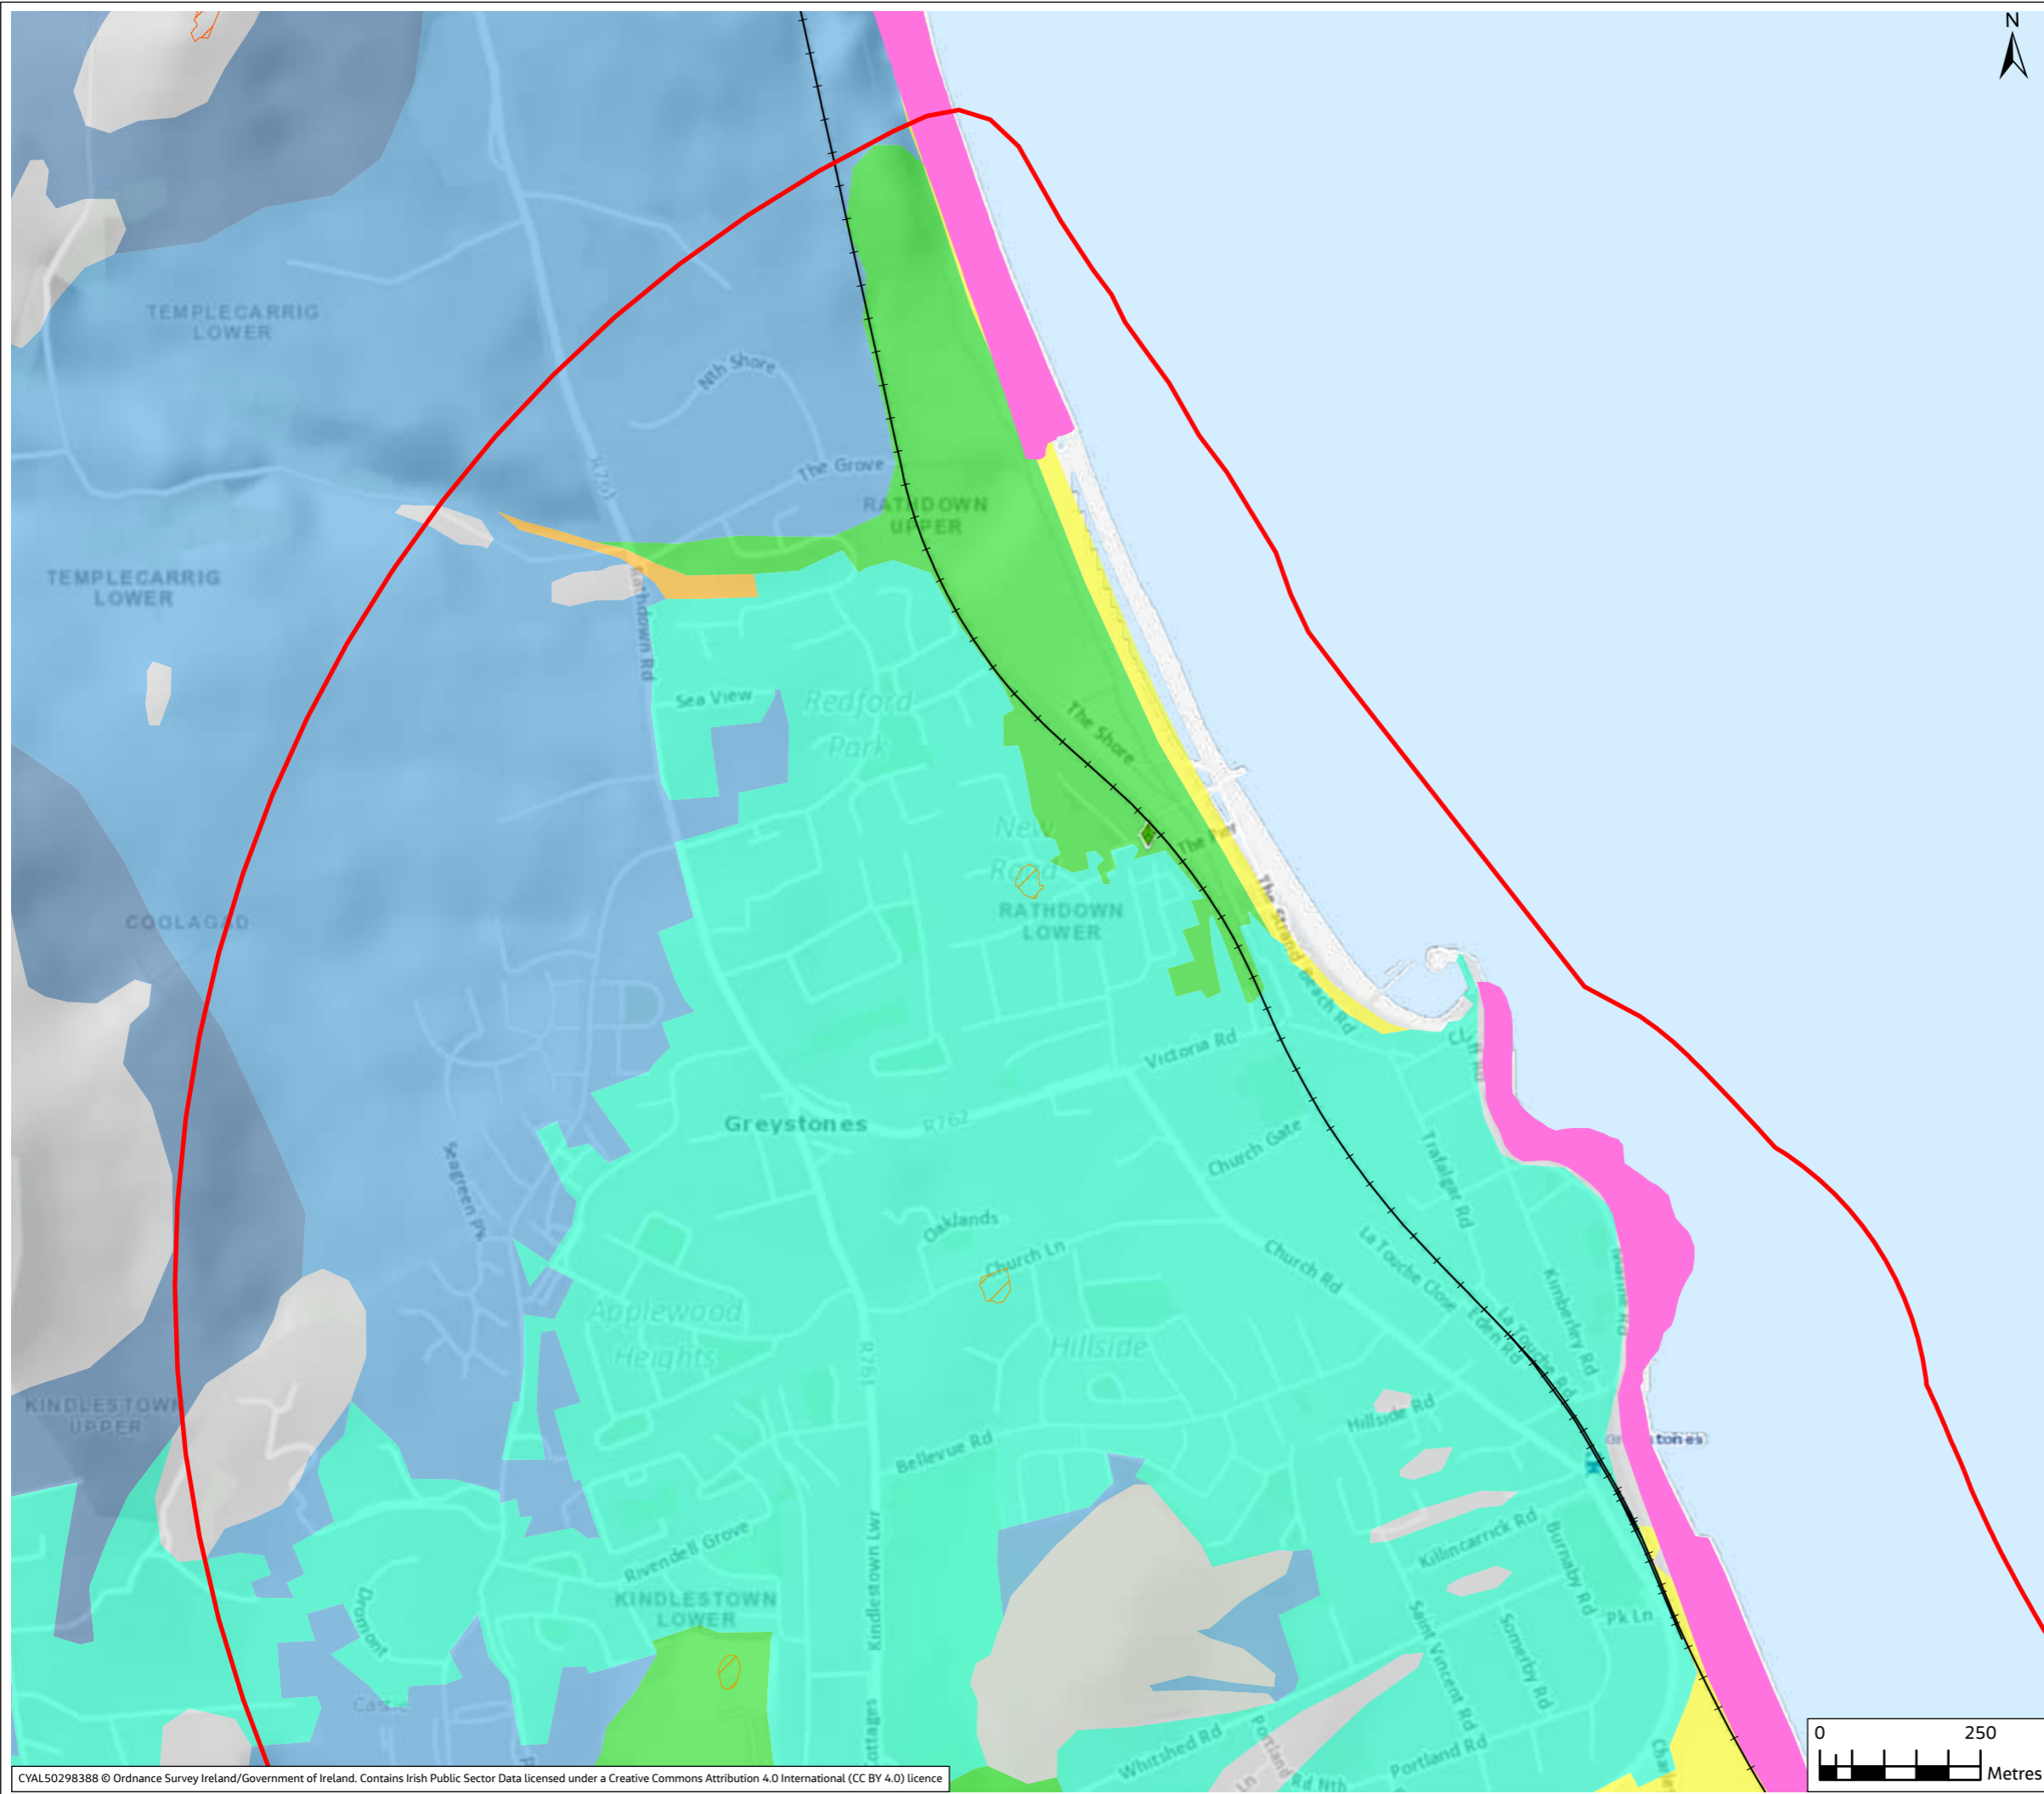 N
TEMPLECARRIG
LOWER
Nth Shore
The Grove
R761
RATHDOWN
UPPER
TEMPLECARRIG
LOWER
Rathdown Rd
Sea View
Redford
Park
The Shore
New
Road
The
The Strand
Beach Rd
RATHDOWN
LOWER
COOLAGAD
Victoria Rd
Cliff Rd
Greystones
R762
Church Gate
Trafalgar Rd
Seagreen Pk
Oaklands
Church Ln
Church Rd
La Touche Close
Eden Rd
La Touche Rd
Kimberley Rd
Marine Rd
Applewood
Heights
Hillside
R761
KINDLESTOWN
UPPER
Hillside Rd
Greystones
Bellevue Rd
Killincarrick Rd
Burnaby Rd
Rivendell Grove
Kindlestown Lwr
KINDLESTOWN
LOWER
Dromont
Saint Vincent Rd
Somerby Rd
Pk Ln
Castle
Cottages
Whitshed Rd
Portland
Rd Nth
Ln
Portland Rd
0 250
Metres
CYAL50298388 © Ordnance Survey Ireland/Government of Ireland. Contains Irish Public Sector Data licensed under a Creative Commons Attribution 4.0 International (CC BY 4.0) licence